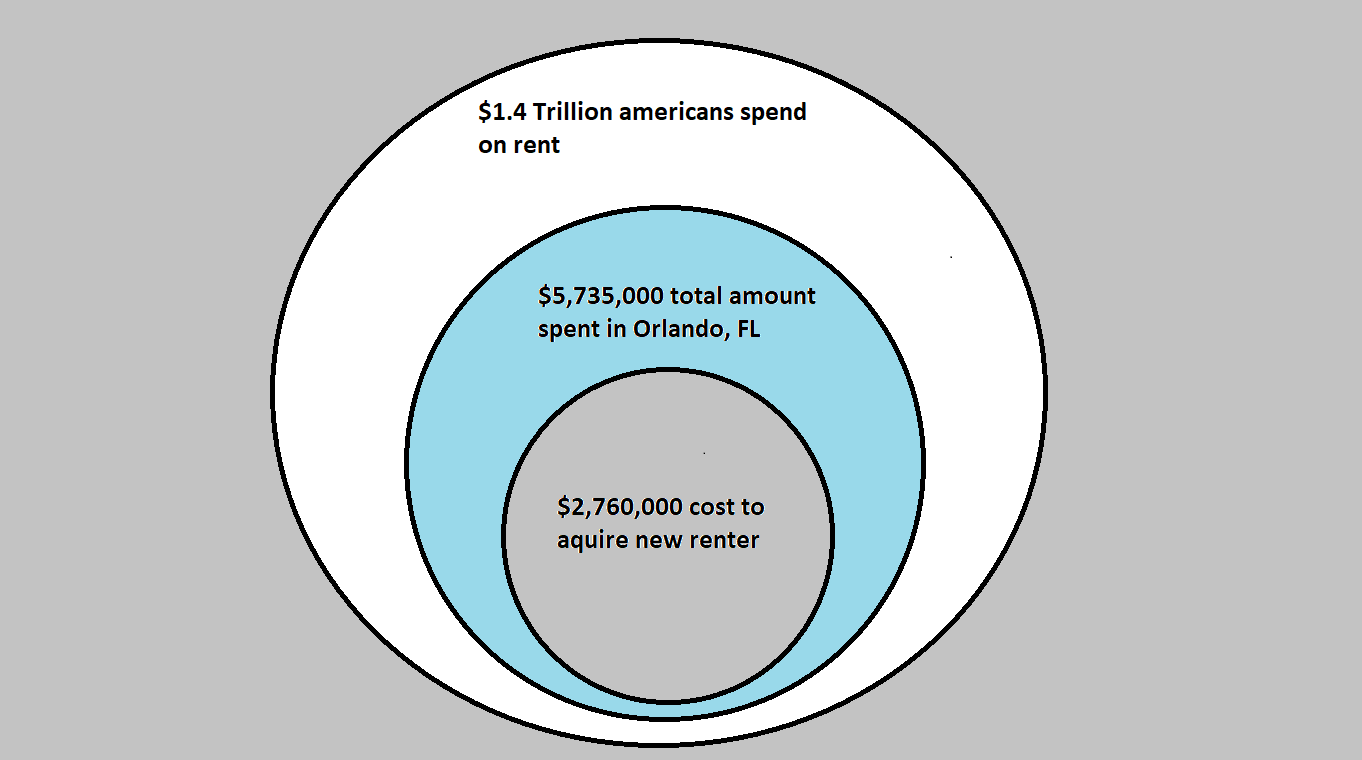 $1.4 Trillion americans spend
on rent
$5,735,000 total amount
spent in Orlando, FL
$2,760,000 cost to
aquire new renter